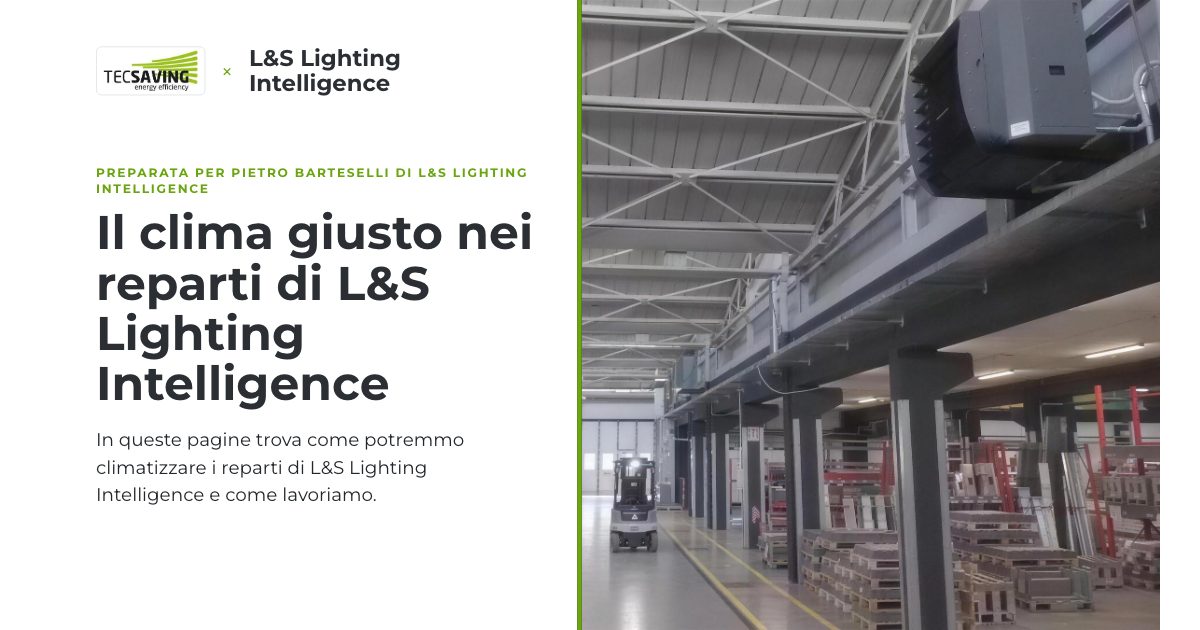 TECSAVING
energy efficiency
×
L&S Lighting
Intelligence
PREPARATA PER PIETRO BARTESELLI DI L&S LIGHTING
INTELLIGENCE
Il clima giusto nei
reparti di L&S
Lighting
Intelligence
In queste pagine trova come potremmo
climatizzare i reparti di L&S Lighting
Intelligence e come lavoriamo.